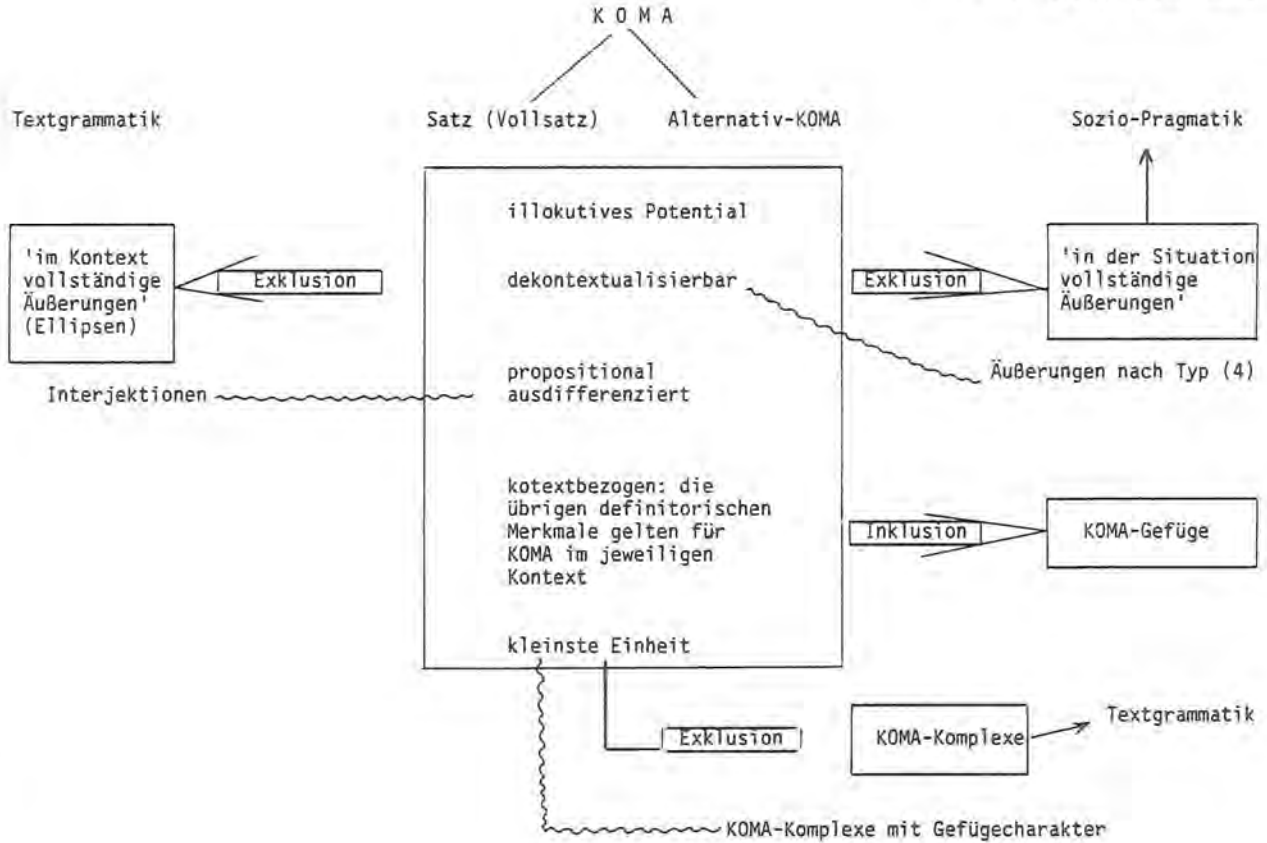 K O M A
Textgrammatik
Satz (Vollsatz)
Alternativ-KOMA
Sozio-Pragmatik
illokutives Potential
'im Kontext
vollständige
Äußerungen'
(Ellipsen)
Exklusion
dekontextualisierbar
Exklusion
'in der Situation
vollständige
Äußerungen'
Äußerungen nach Typ (4)
Interjektionen
propositional
ausdifferenziert
kotextbezogen: die
übrigen definitorischen
Merkmale gelten für
KOMA im jeweiligen
Kontext
Inklusion
KOMA-Gefüge
kleinste Einheit
Exklusion
KOMA-Komplexe
Textgrammatik
KOMA-Komplexe mit Gefügecharakter